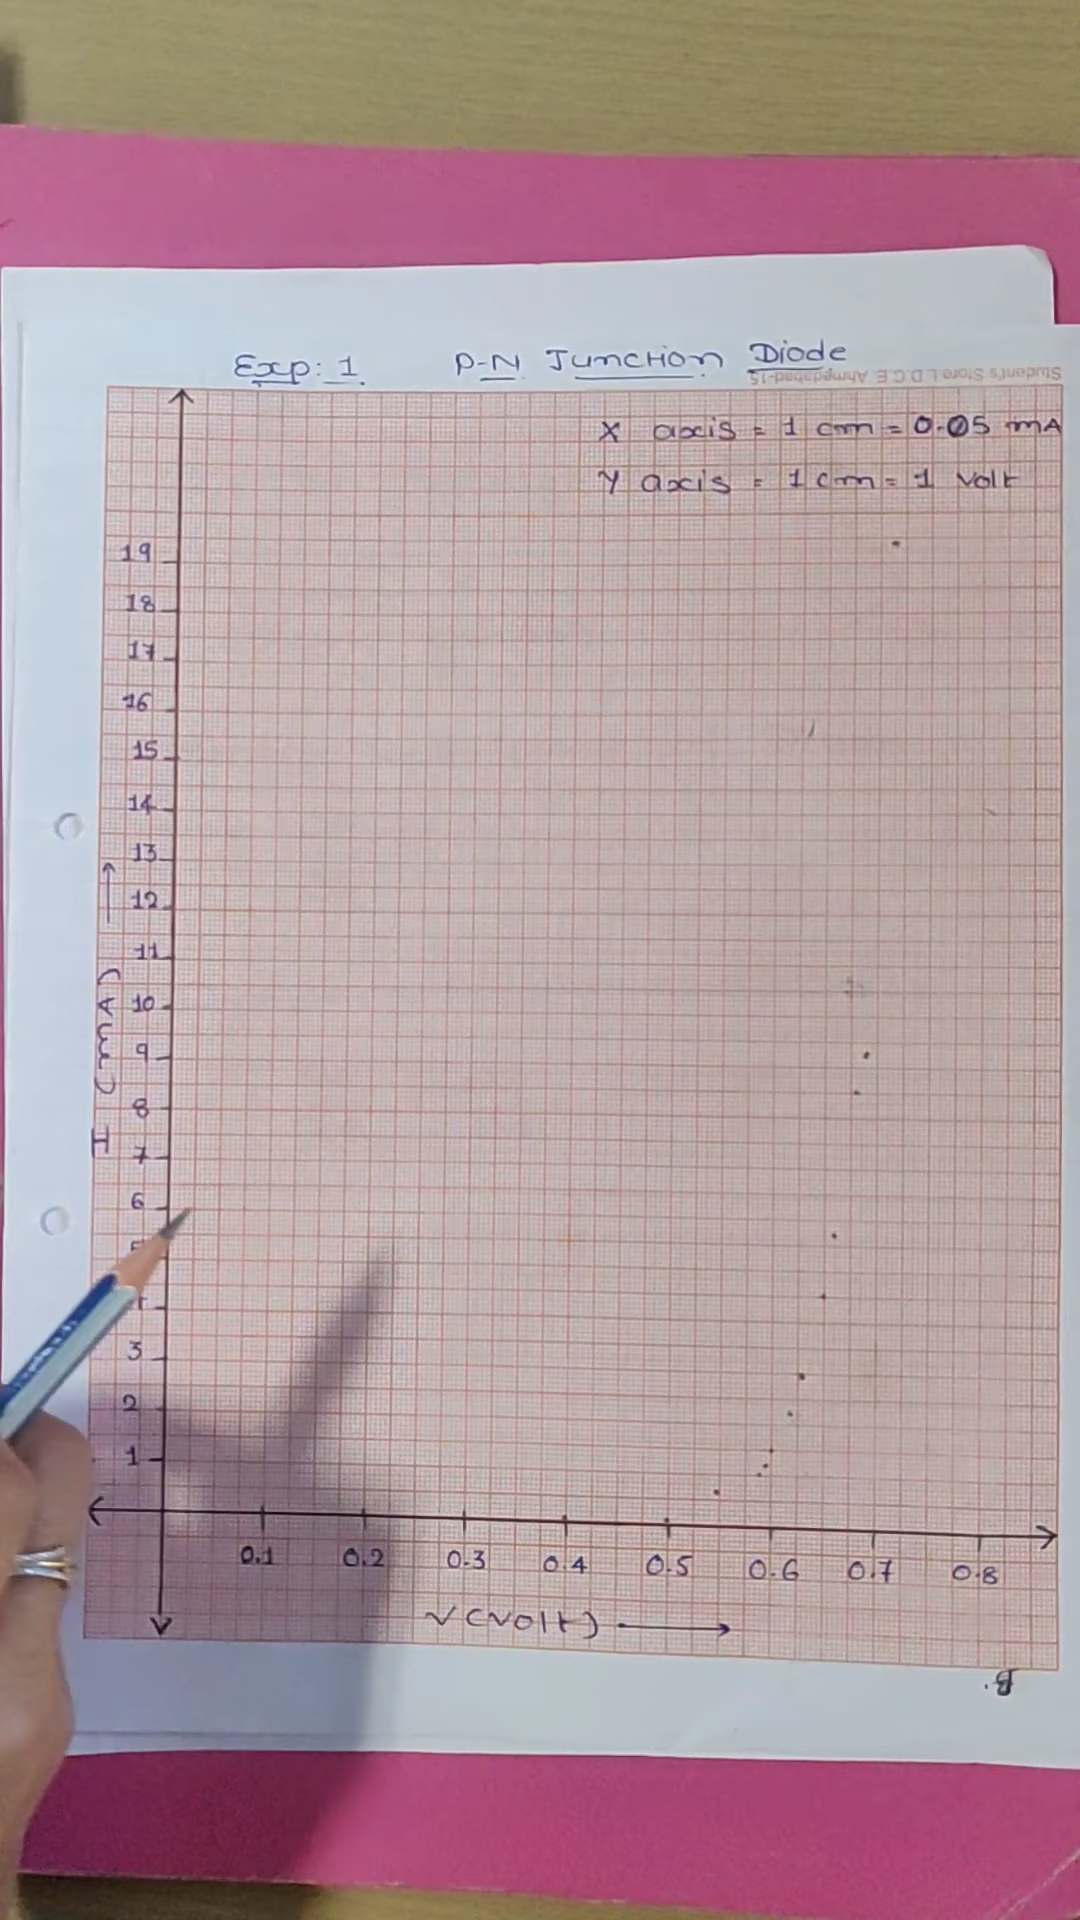 Exp: 1 P-N Junction Diode
Student's Store L D C E Ahmedabad-15
X axis = 1 cm = 0.05 mA
Y axis = 1 cm = 1 Volt
19
18
17
16
15
14
13
12
11
10
9
8
7
6
3
2
1
I (mA)
0.1 0.2 0.3 0.4 0.5 0.6 0.7 0.8
V (Volt)
B.